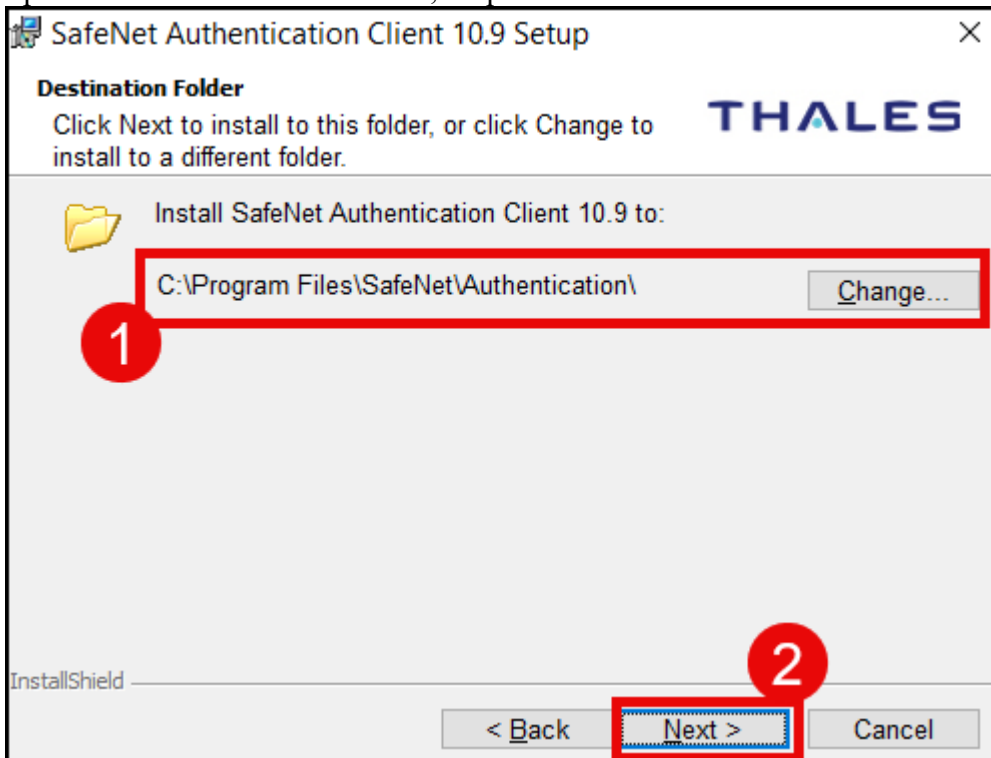 SafeNet Authentication Client 10.9 Setup
Destination Folder
Click Next to install to this folder, or click Change to
install to a different folder.
THALES
Install SafeNet Authentication Client 10.9 to:
C:\Program Files\SafeNet\Authentication\
Change...
1
2
InstallShield
< Back
Next >
Cancel